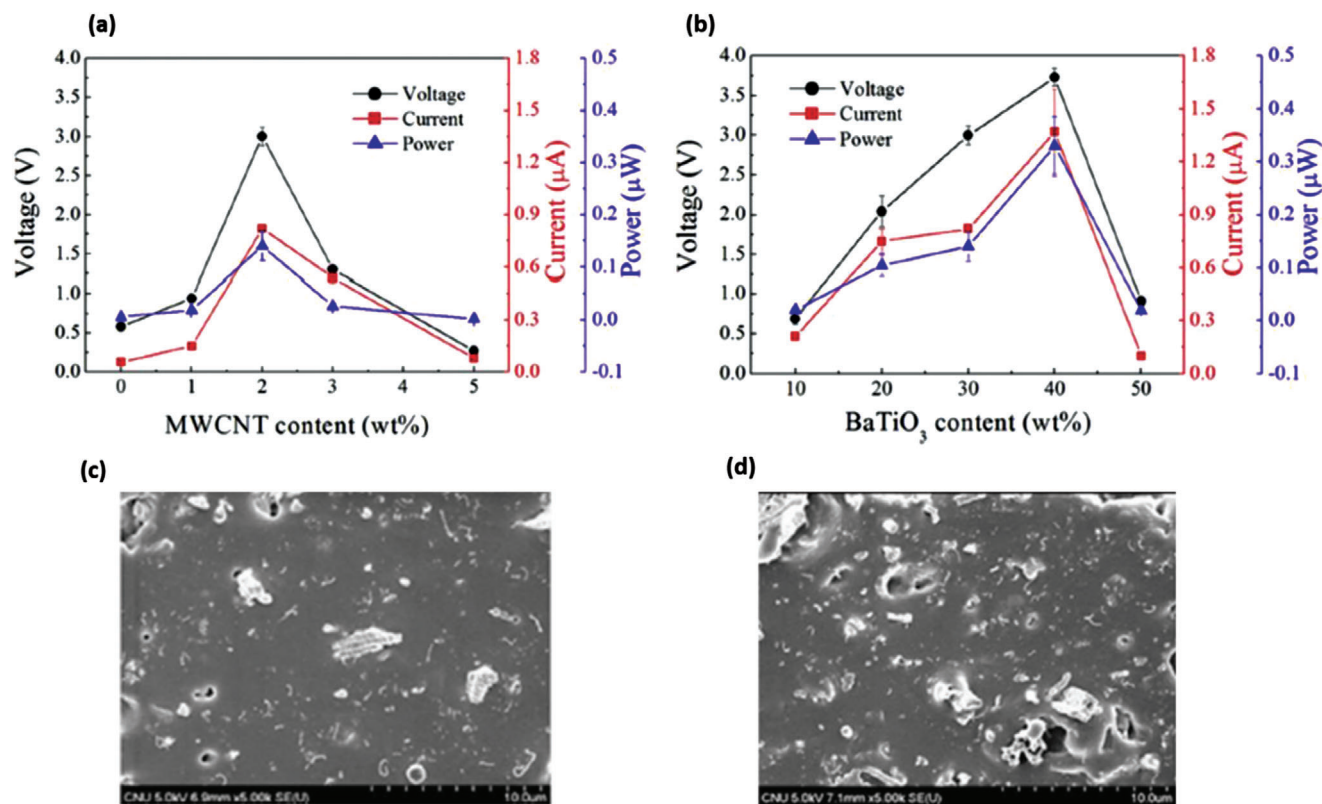 (a)
4.0
3.5
3.0
2.5
2.0
1.5
1.0
0.5
0.0
Voltage (V)
Voltage
Current
Power
1.8
1.5
1.2
0.9
0.6
0.3
0.0
Current (μA)
0.5
0.4
0.3
0.2
0.1
0.0
-0.1
Power (μW)
0 1 2 3 4 5
MWCNT content (wt%)
(b)
4.0
3.5
3.0
2.5
2.0
1.5
1.0
0.5
0.0
Voltage (V)
Voltage
Current
Power
1.8
1.5
1.2
0.9
0.6
0.3
0.0
Current (μA)
0.5
0.4
0.3
0.2
0.1
0.0
-0.1
Power (μW)
10 20 30 40 50
BaTiO₃ content (wt%)
(c)
CNU 5.0kV 6.9mm x5.00k SE(U) 10.0um
(d)
CNU 5.0kV 7.1mm x5.00k SE(U) 10.0um